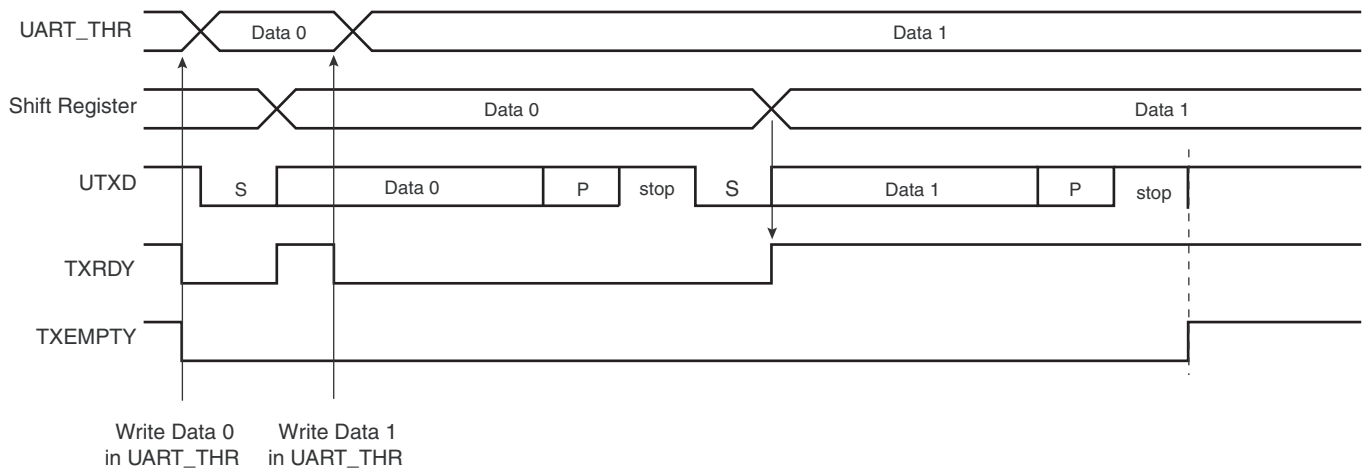 UART_THR
Data 0
Data 1
Shift Register
Data 0
Data 1
UTXD
S
Data 0
P
stop
S
Data 1
P
stop
TXRDY
TXEMPTY
Write Data 0
in UART_THR
Write Data 1
in UART_THR